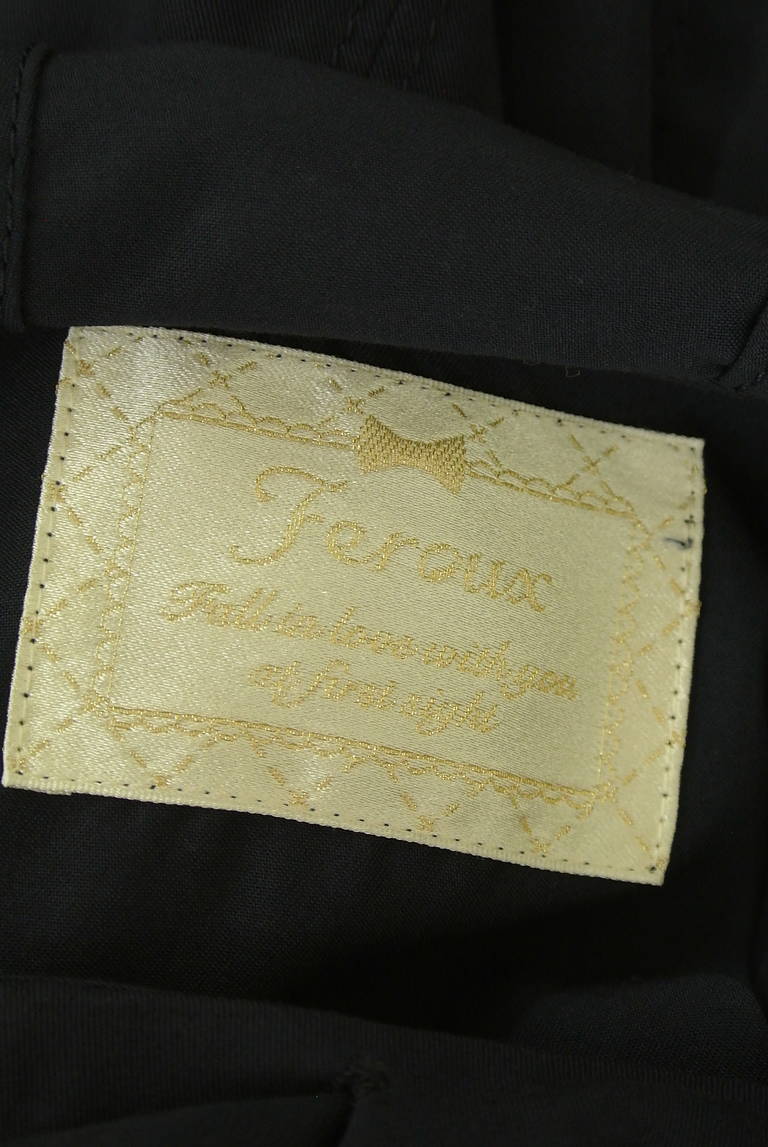 Feroux
Fall in love with you
at first sight